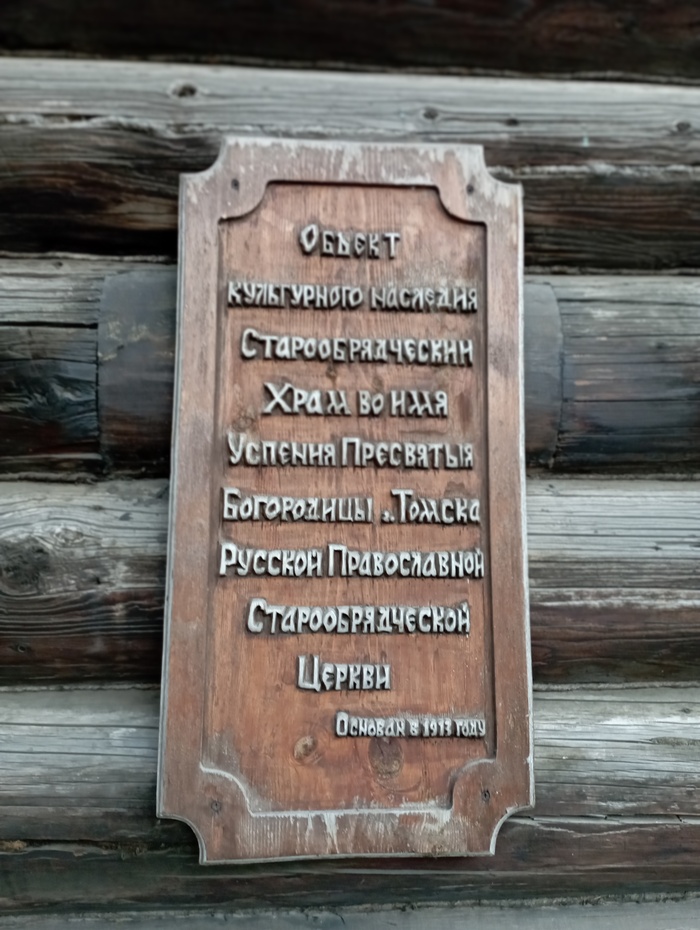 Объект
культурного наследия
Старообрядческий
Храм во имя
Успения Пресвятыя
Богородицы г. Томска
Русской Православной
Старообрядческой
Церкви
Основан в 1913 году